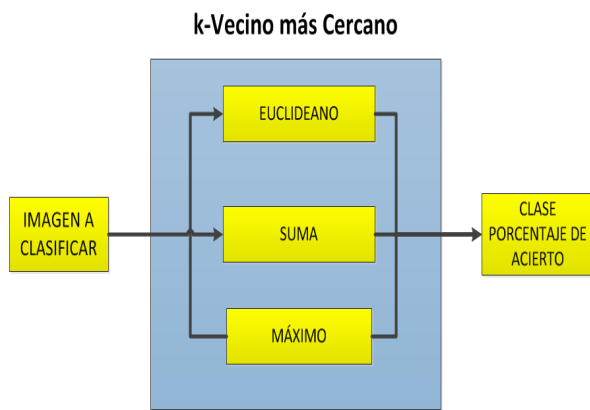 k-Vecino más Cercano
EUCLIDEANO
IMAGEN A
CLASIFICAR
SUMA
CLASE
PORCENTAJE DE
ACIERTO
MÁXIMO